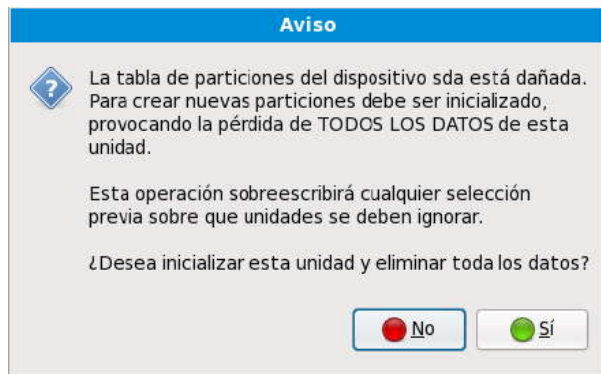 Aviso
La tabla de particiones del dispositivo sda está dañada.
Para crear nuevas particiones debe ser inicializado,
provocando la pérdida de TODOS LOS DATOS de esta
unidad.
Esta operación sobreescribirá cualquier selección
previa sobre que unidades se deben ignorar.
¿Desea inicializar esta unidad y eliminar toda los datos?
No Sí